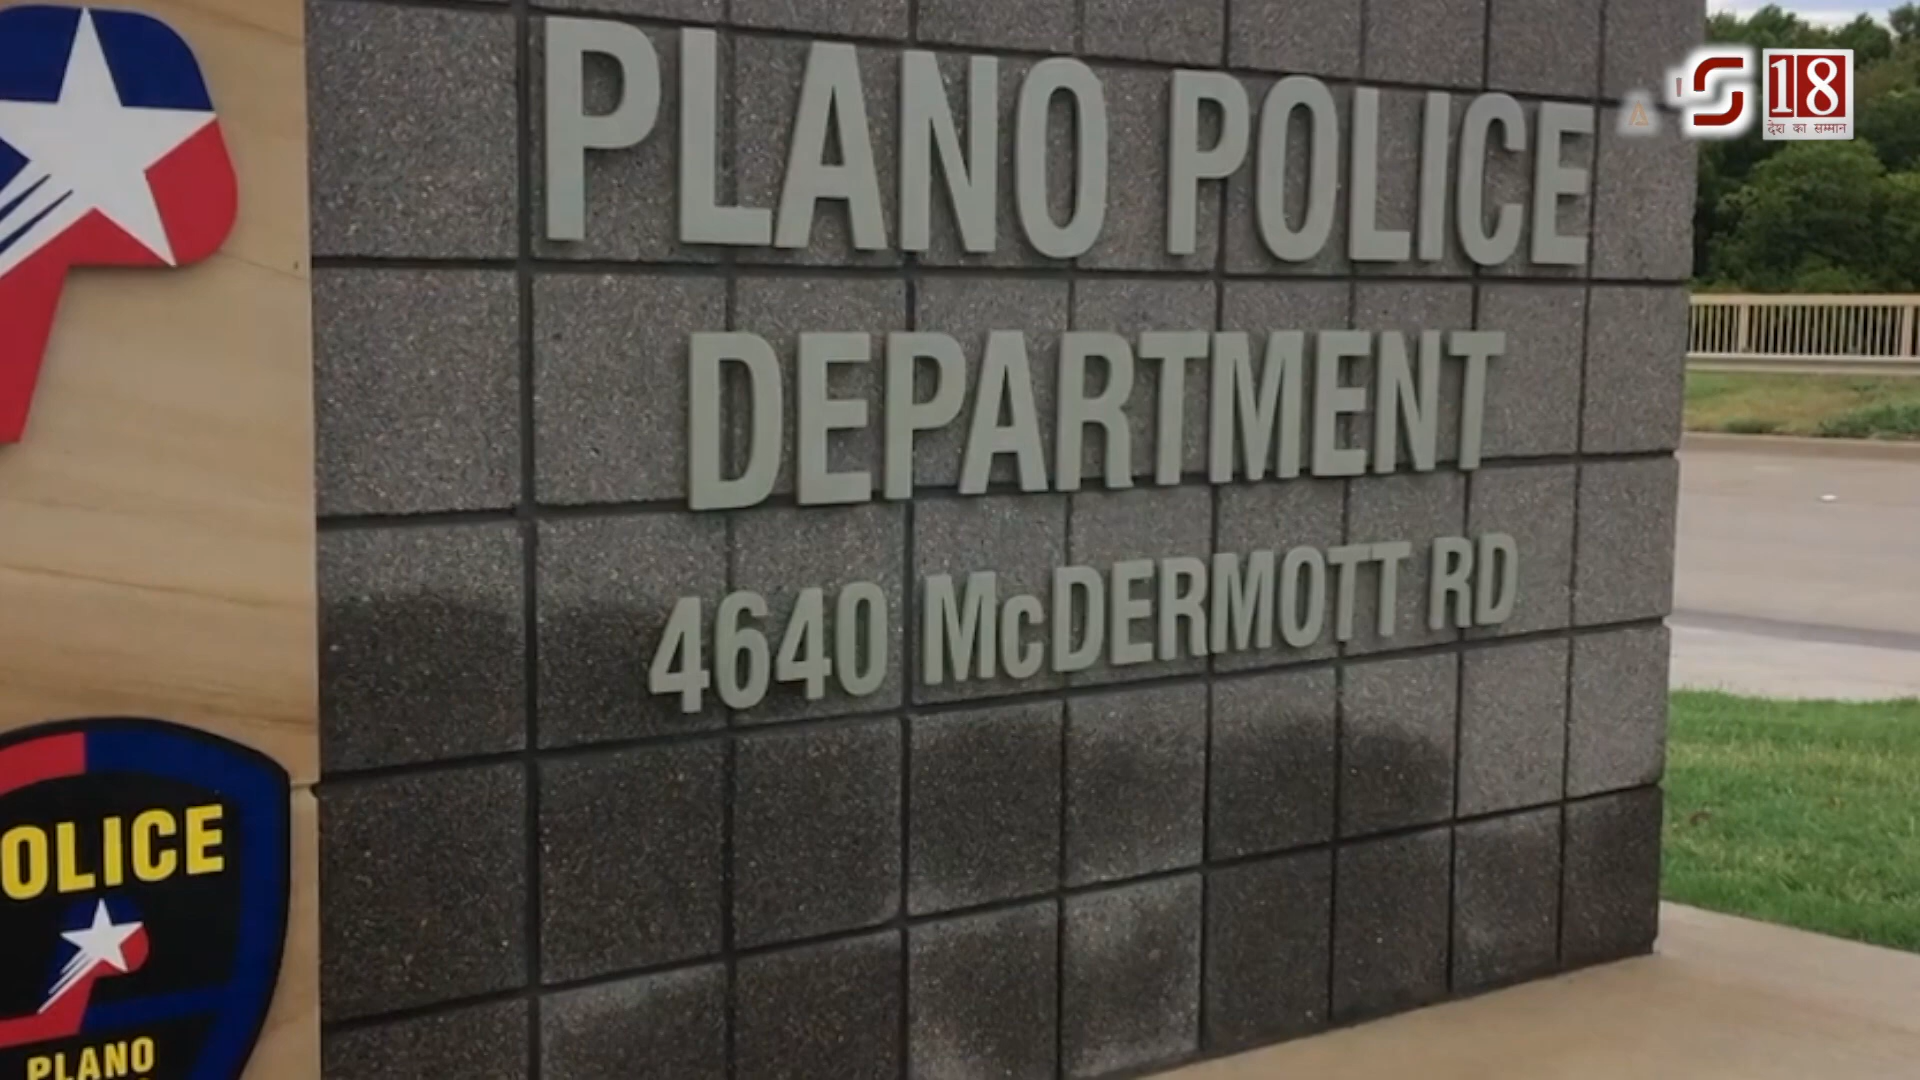 PLANO POLICE
DEPARTMENT
4640 McDERMOTT RD
OLICE
PLANO
S 18
देश का सम्मान